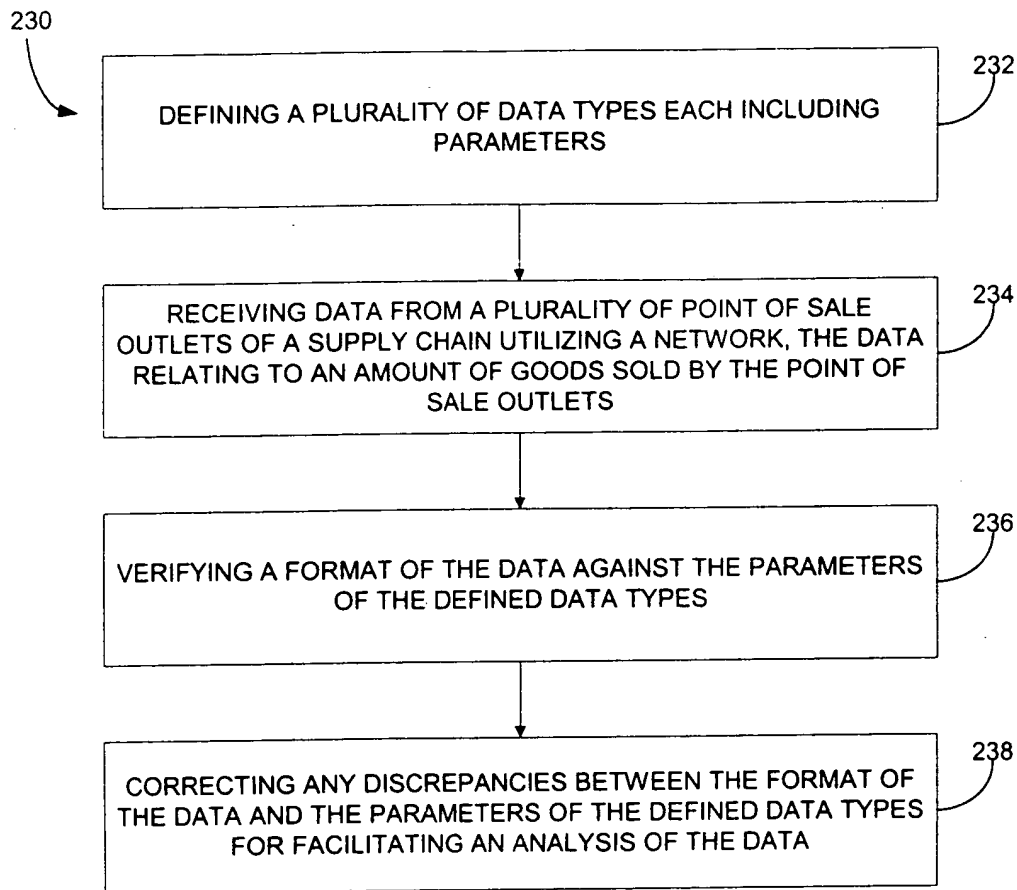 230
232
DEFINING A PLURALITY OF DATA TYPES EACH INCLUDING
PARAMETERS
234
RECEIVING DATA FROM A PLURALITY OF POINT OF SALE
OUTLETS OF A SUPPLY CHAIN UTILIZING A NETWORK, THE DATA
RELATING TO AN AMOUNT OF GOODS SOLD BY THE POINT OF
SALE OUTLETS
236
VERIFYING A FORMAT OF THE DATA AGAINST THE PARAMETERS
OF THE DEFINED DATA TYPES
238
CORRECTING ANY DISCREPANCIES BETWEEN THE FORMAT OF
THE DATA AND THE PARAMETERS OF THE DEFINED DATA TYPES
FOR FACILITATING AN ANALYSIS OF THE DATA